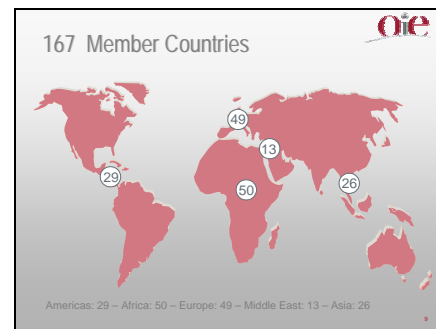 oie
167 Member Countries
49
13
29
50
26
Americas: 29 – Africa: 50 – Europe: 49 – Middle East: 13 – Asia: 26
9